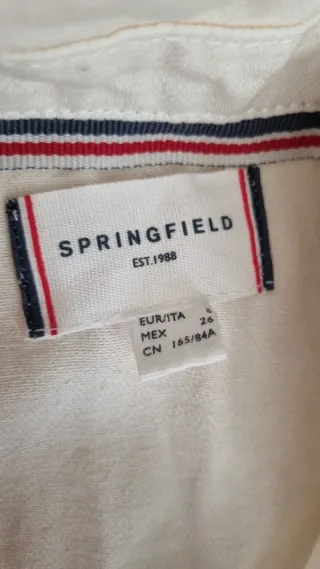 SPRINGFIELD
EST.1988
EUR/ITA
MEX 26
CN 165/84A